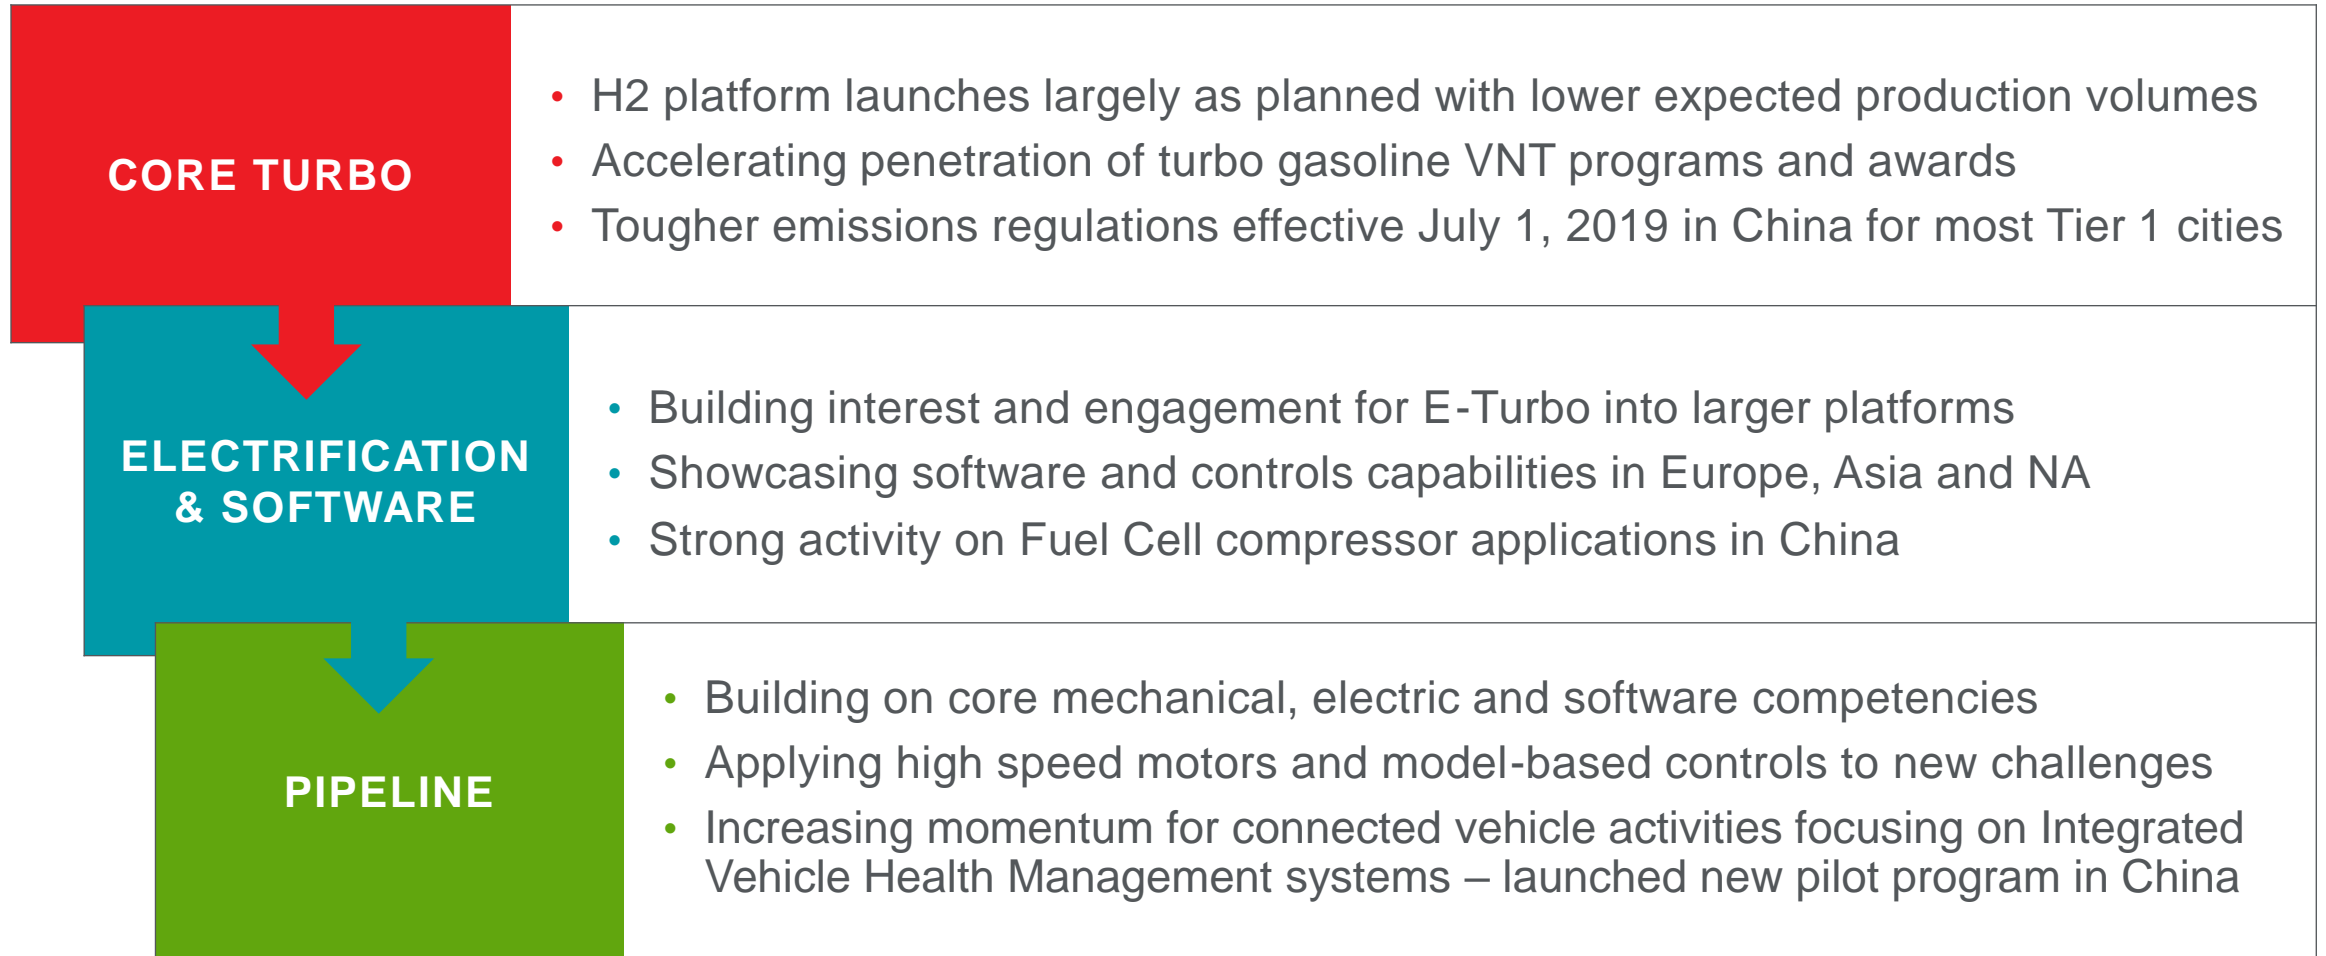 CORE TURBO
• H2 platform launches largely as planned with lower expected production volumes
• Accelerating penetration of turbo gasoline VNT programs and awards
• Tougher emissions regulations effective July 1, 2019 in China for most Tier 1 cities
ELECTRIFICATION
& SOFTWARE
• Building interest and engagement for E-Turbo into larger platforms
• Showcasing software and controls capabilities in Europe, Asia and NA
• Strong activity on Fuel Cell compressor applications in China
PIPELINE
• Building on core mechanical, electric and software competencies
• Applying high speed motors and model-based controls to new challenges
• Increasing momentum for connected vehicle activities focusing on Integrated
Vehicle Health Management systems – launched new pilot program in China